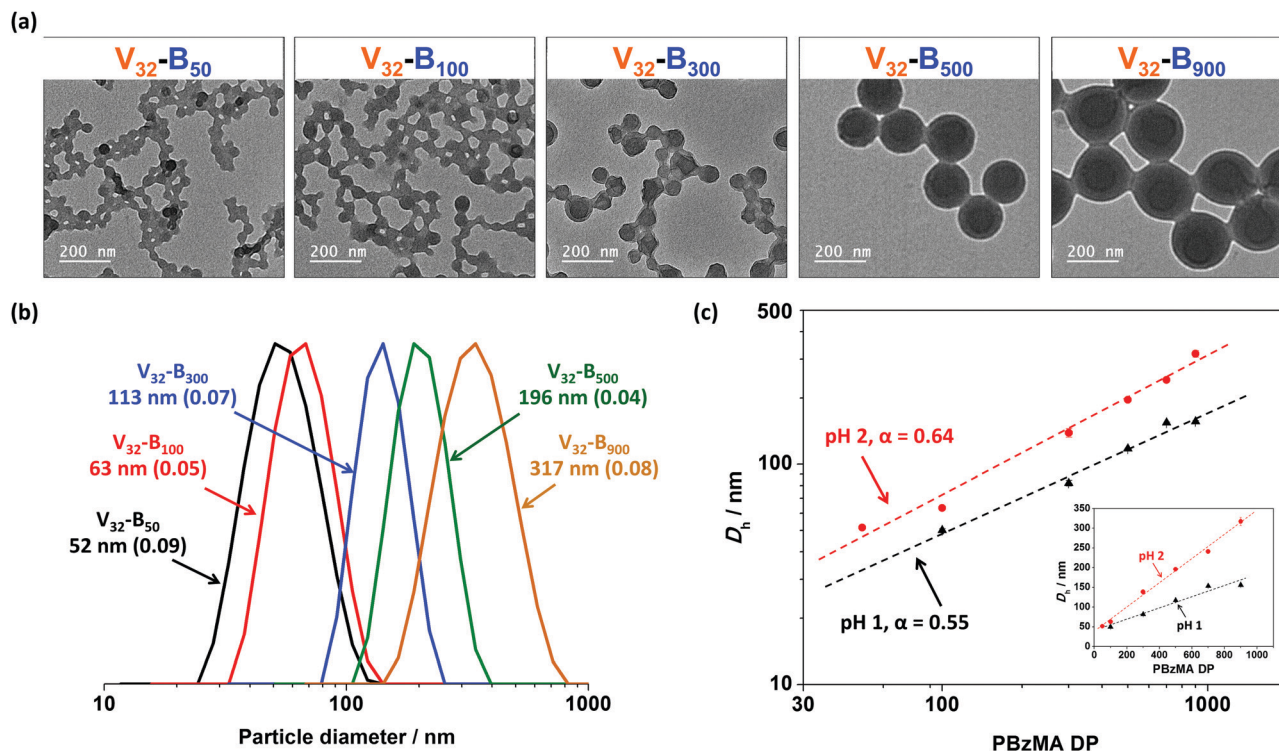 (a)
V32-B50
V32-B100
V32-B300
V32-B500
V32-B900
200 nm
200 nm
200 nm
200 nm
200 nm
(b)
V32-B50
52 nm (0.09)
V32-B100
63 nm (0.05)
V32-B300
113 nm (0.07)
V32-B500
196 nm (0.04)
V32-B900
317 nm (0.08)
10
100
1000
Particle diameter / nm
(c)
500
100
10
Dh / nm
pH 2, α = 0.64
pH 1, α = 0.55
30
100
1000
PBzMA DP
350
300
250
200
150
100
50
0
Dh / nm
pH 2
pH 1
0
200
400
600
800
1000
PBzMA DP